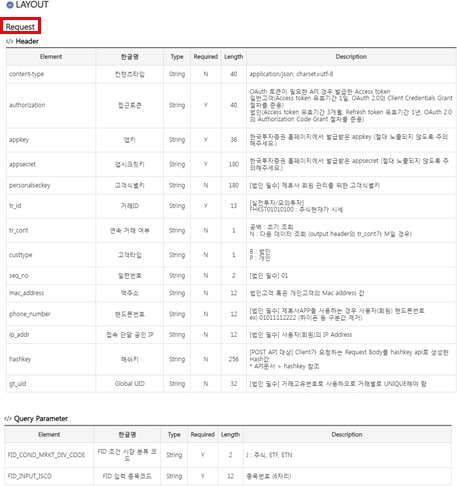 LAYOUT
Request
</> Header
Element 한글명 Type Required Length Description
content-type 컨텐츠타입 String N 40 application/json; charset=utf-8
authorization 접근토큰 String Y 40 OAuth 토큰이 필요한 API 경우 발급한 Access token
일반고객(Access token 유효기간 1일, OAuth 2.0의 Client Credentials Grant 절차를 준용)
법인(Access token 유효기간 3개월, Refresh token 유효기간 1년, OAuth 2.0의 Authorization Code Grant 절차를 준용)
appkey 앱키 String Y 36 한국투자증권 홈페이지에서 발급받은 appkey (절대 노출되지 않도록 주의해주세요.)
appsecret 앱시크릿키 String Y 180 한국투자증권 홈페이지에서 발급받은 appsecret (절대 노출되지 않도록 주의해주세요.)
personalseckey 고객식별키 String N 180 [법인 필수] 제휴사 회원 관리를 위한 고객식별키
tr_id 거래ID String Y 13 [실전투자/모의투자]
FHKST01010100 : 주식현재가 시세
tr_cont 연속 거래 여부 String N 1 공백 : 초기 조회
N : 다음 데이터 조회 (output header의 tr_cont가 M일 경우)
custtype 고객타입 String N 1 B : 법인
P : 개인
seq_no 일련번호 String N 2 [법인 필수] 01
mac_address 맥주소 String N 12 법인고객 혹은 개인고객의 Mac address 값
phone_number 핸드폰번호 String N 12 [법인 필수] 제휴사APP을 사용하는 경우 사용자(회원) 핸드폰번호
ex) 01011112222 (하이픈 등 구분값 제거)
ip_addr 접속 단말 공인 IP String N 12 [법인 필수] 사용자(회원)의 IP Address
hashkey 해쉬키 String N 256 [POST API 대상] Client가 요청하는 Request Body를 hashkey api로 생성한 Hash값
* API문서 > hashkey 참조
gt_uid Global UID String N 32 [법인 필수] 거래고유번호로 사용하므로 거래별로 UNIQUE해야 함
</> Query Parameter
Element 한글명 Type Required Length Description
FID_COND_MRKT_DIV_CODE FID 조건 시장 분류 코드 String Y 2 J : 주식, ETF, ETN
FID_INPUT_ISCD FID 입력 종목코드 String Y 12 종목번호 (6자리)